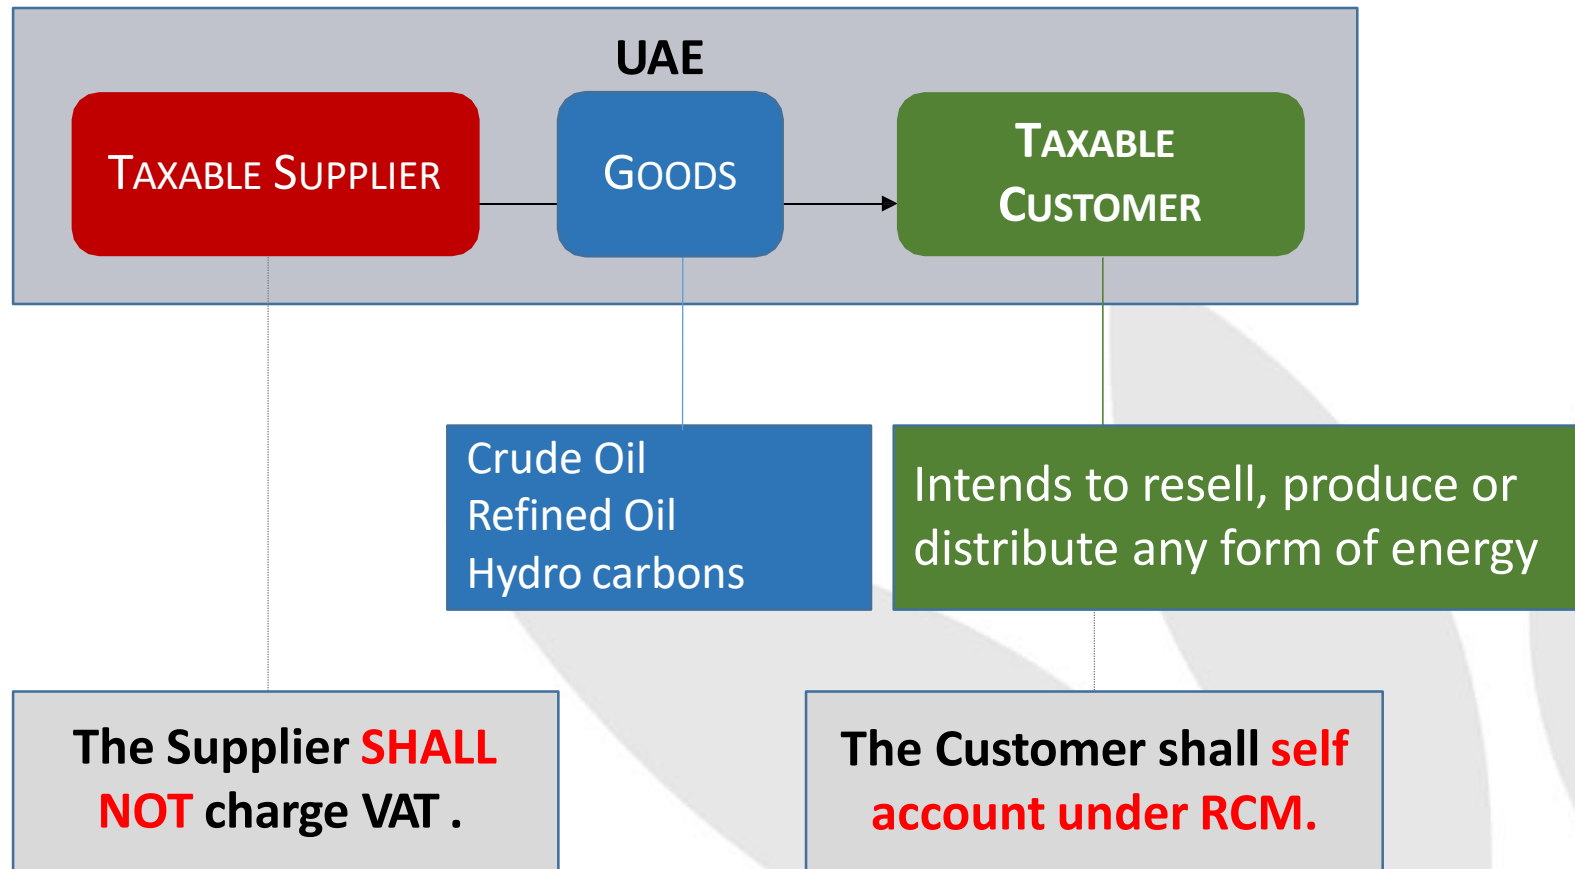 UAE
TAXABLE SUPPLIER
GOODS
TAXABLE
CUSTOMER
Crude Oil
Refined Oil
Hydro carbons
Intends to resell, produce or
distribute any form of energy
The Supplier SHALL
NOT charge VAT .
The Customer shall self
account under RCM.